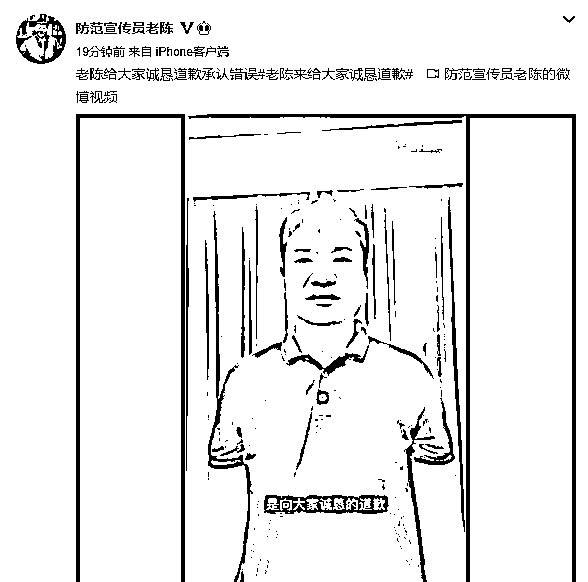 防范宣传员老陈
19分钟前 来自 iPhone客户端
老陈给大家诚恳道歉承认错误#老陈来给大家诚恳道歉# 防范宣传员老陈的微
博视频
是向大家诚恳的道歉